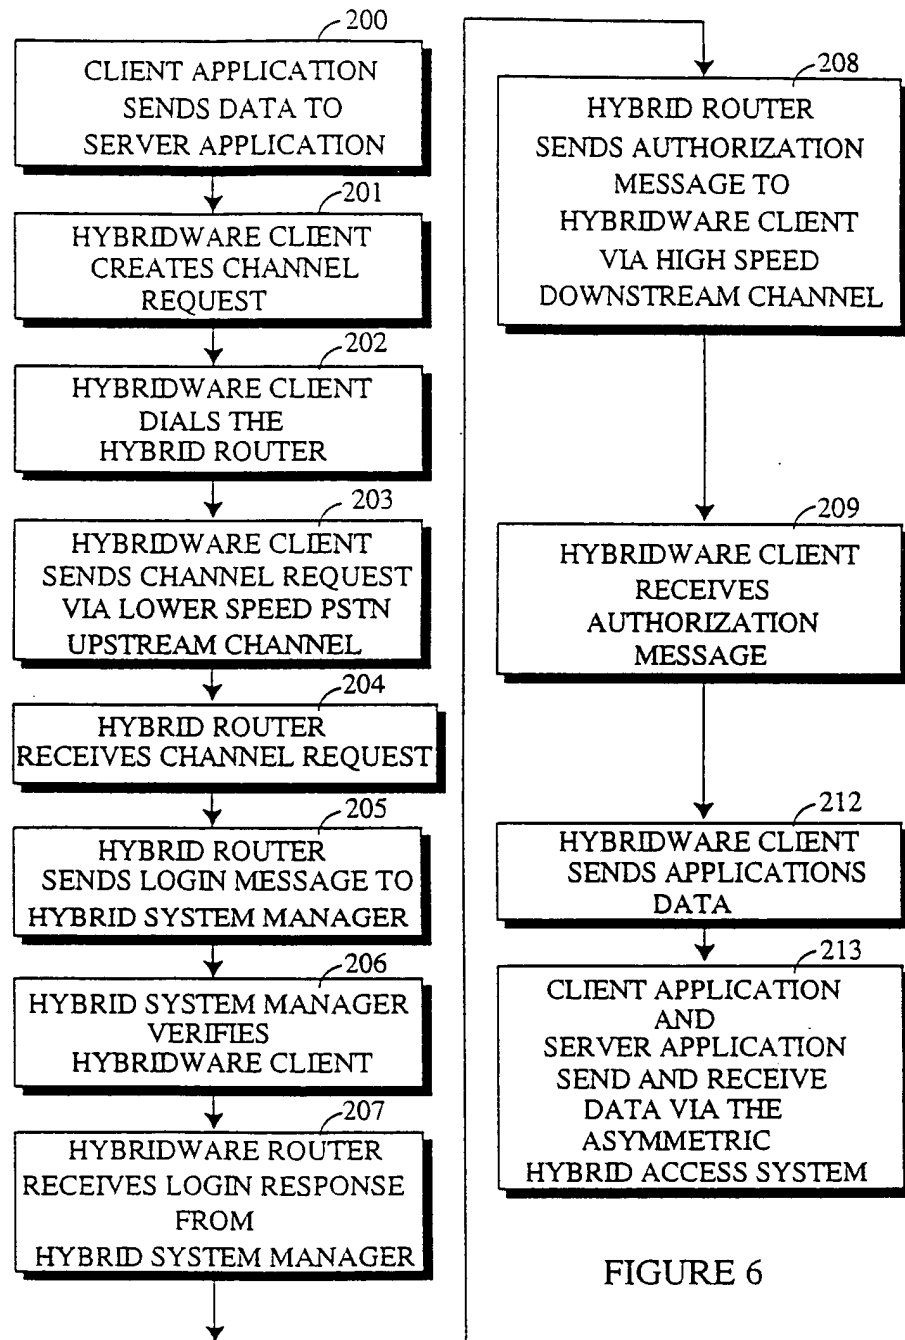 200
CLIENT APPLICATION
SENDS DATA TO
SERVER APPLICATION
201
HYBRIDWARE CLIENT
CREATES CHANNEL
REQUEST
202
HYBRIDWARE CLIENT
DIALS THE
HYBRID ROUTER
203
HYBRIDWARE CLIENT
SENDS CHANNEL REQUEST
VIA LOWER SPEED PSTN
UPSTREAM CHANNEL
204
HYBRID ROUTER
RECEIVES CHANNEL REQUEST
205
HYBRID ROUTER
SENDS LOGIN MESSAGE TO
HYBRID SYSTEM MANAGER
206
HYBRID SYSTEM MANAGER
VERIFIES
HYBRIDWARE CLIENT
207
HYBRIDWARE ROUTER
RECEIVES LOGIN RESPONSE
FROM
HYBRID SYSTEM MANAGER
208
HYBRID ROUTER
SENDS AUTHORIZATION
MESSAGE TO
HYBRIDWARE CLIENT
VIA HIGH SPEED
DOWNSTREAM CHANNEL
209
HYBRIDWARE CLIENT
RECEIVES
AUTHORIZATION
MESSAGE
212
HYBRIDWARE CLIENT
SENDS APPLICATIONS
DATA
213
CLIENT APPLICATION
AND
SERVER APPLICATION
SEND AND RECEIVE
DATA VIA THE
ASYMMETRIC
HYBRID ACCESS SYSTEM
FIGURE 6